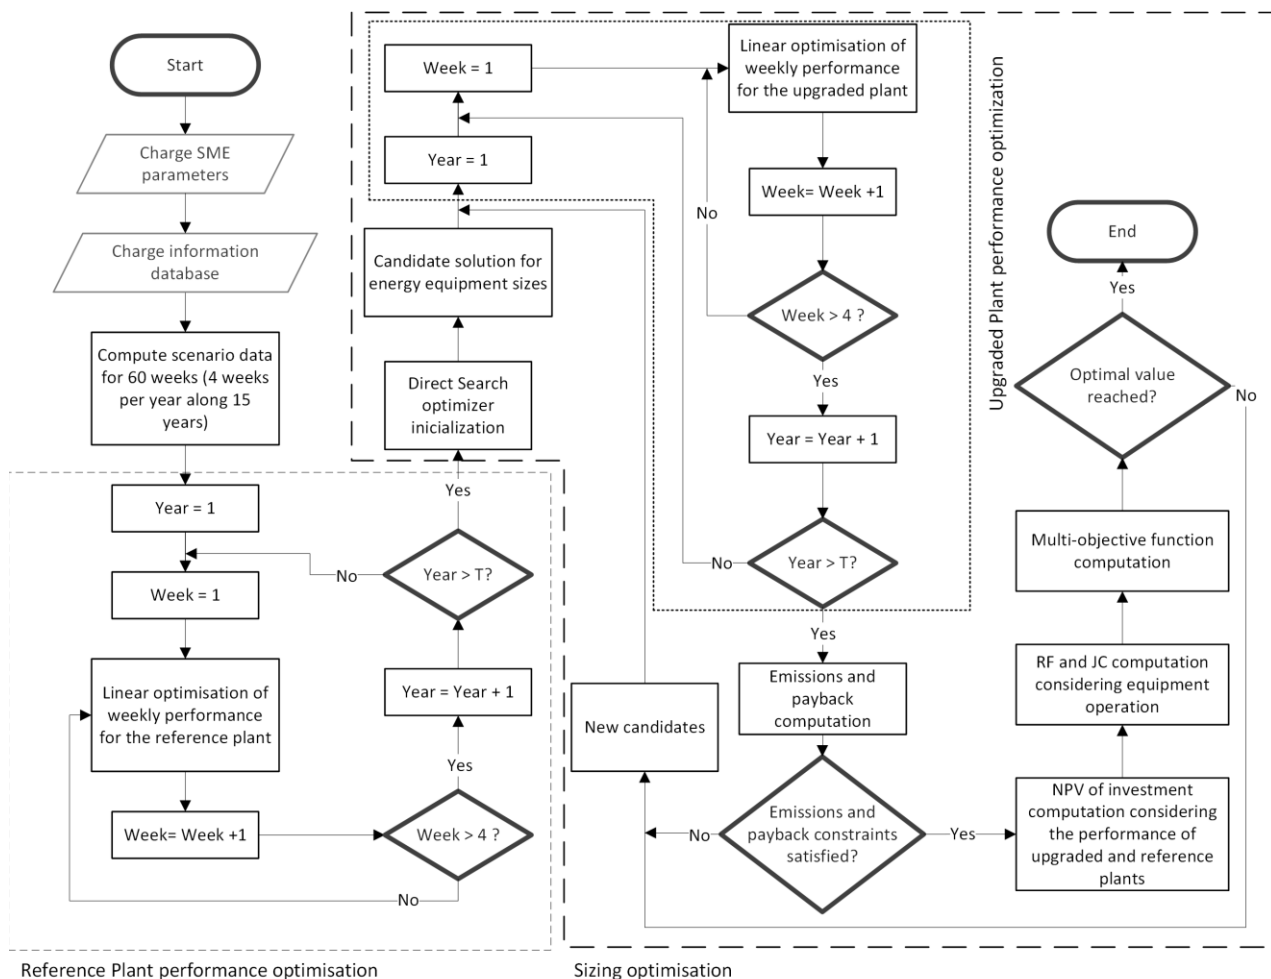 Start
Charge SME
parameters
Charge information
database
Compute scenario data
for 60 weeks (4 weeks
per year along 15
years)
Year = 1
Week = 1
Linear optimisation of
weekly performance
for the reference plant
Week= Week +1
Week > 4 ?
No
Yes
Year = Year + 1
Year > T?
No
Yes
Reference Plant performance optimisation
Direct Search
optimizer
inicialization
Candidate solution for
energy equipment sizes
Year = 1
Week = 1
Linear optimisation of
weekly performance
for the upgraded plant
Week= Week +1
Week > 4 ?
No
Yes
Year = Year + 1
Year > T?
No
Yes
Upgraded Plant performance optimization
Emissions and
payback
computation
Emissions and
payback constraints
satisfied?
No
New candidates
Yes
NPV of investment
computation considering
the performance of
upgraded and reference
plants
RF and JC computation
considering equipment
operation
Multi-objective function
computation
Optimal value
reached?
No
Yes
End
Sizing optimisation